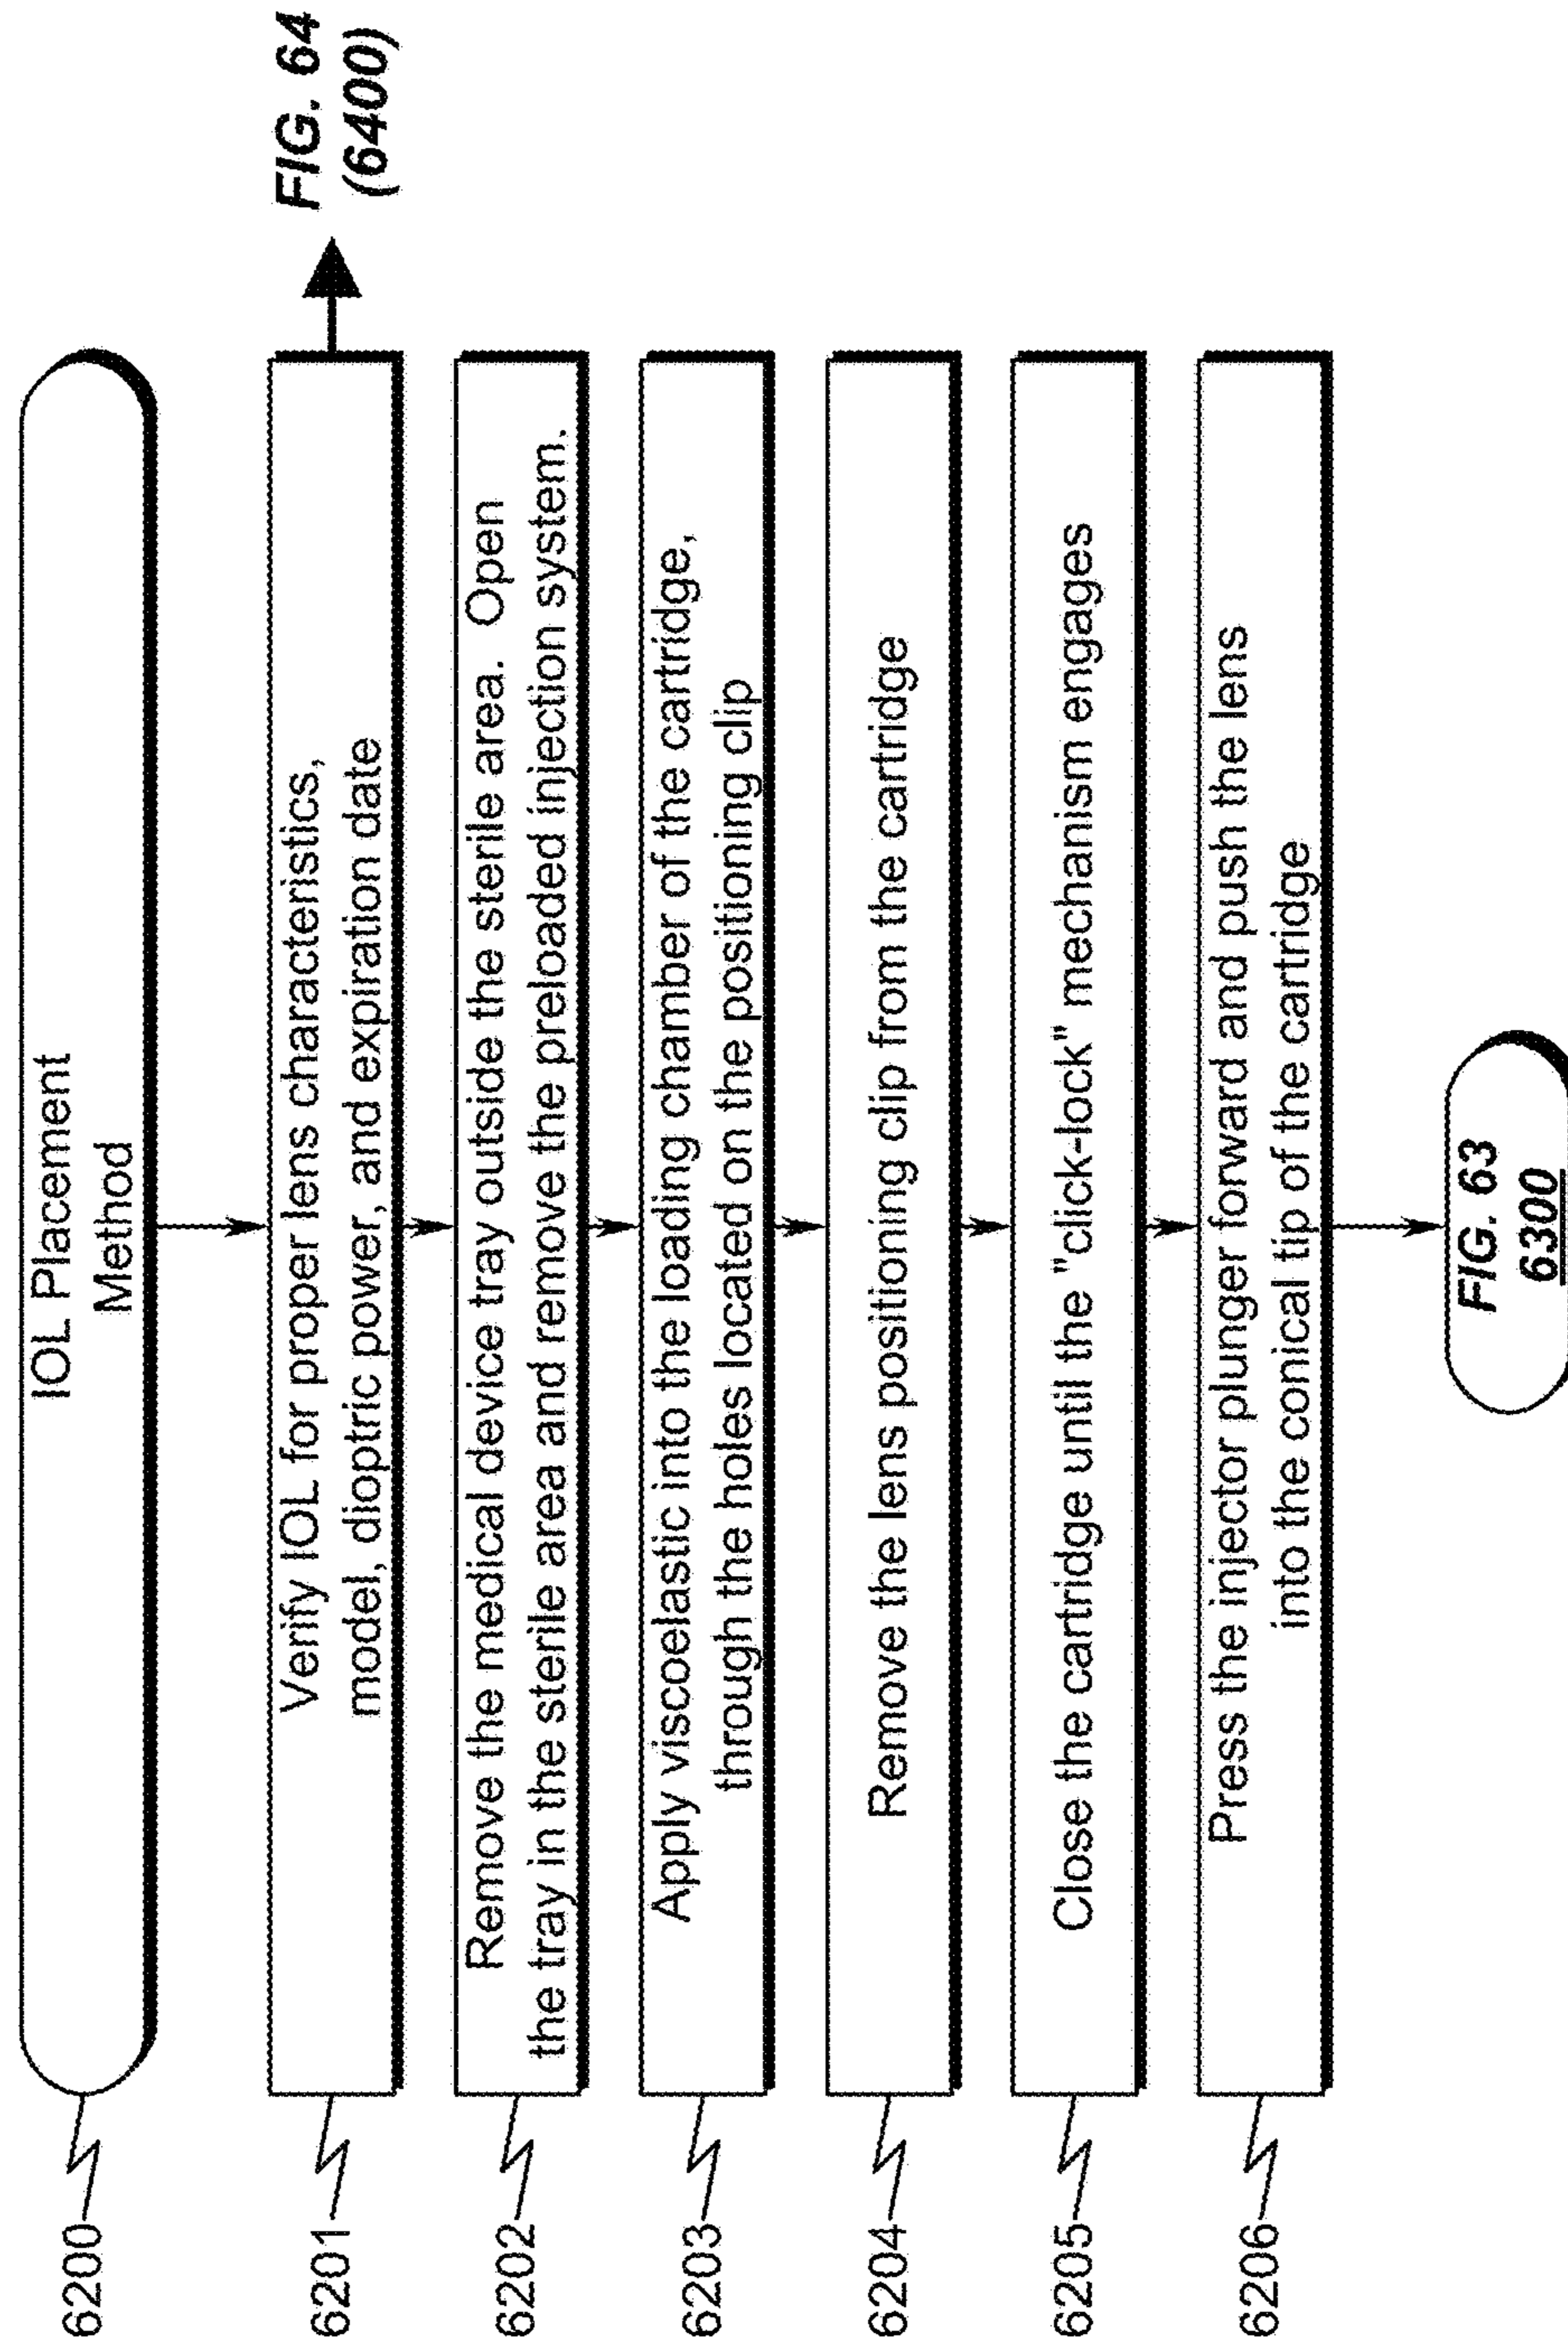 6200
IOL Placement
Method
6201
Verify IOL for proper lens characteristics,
model, dioptric power, and expiration date
FIG. 64
(6400)
6202
Remove the medical device tray outside the sterile area. Open
the tray in the sterile area and remove the preloaded injection system.
6203
Apply viscoelastic into the loading chamber of the cartridge,
through the holes located on the positioning clip
6204
Remove the lens positioning clip from the cartridge
6205
Close the cartridge until the "click-lock" mechanism engages
6206
Press the injector plunger forward and push the lens
into the conical tip of the cartridge
FIG. 63
6300